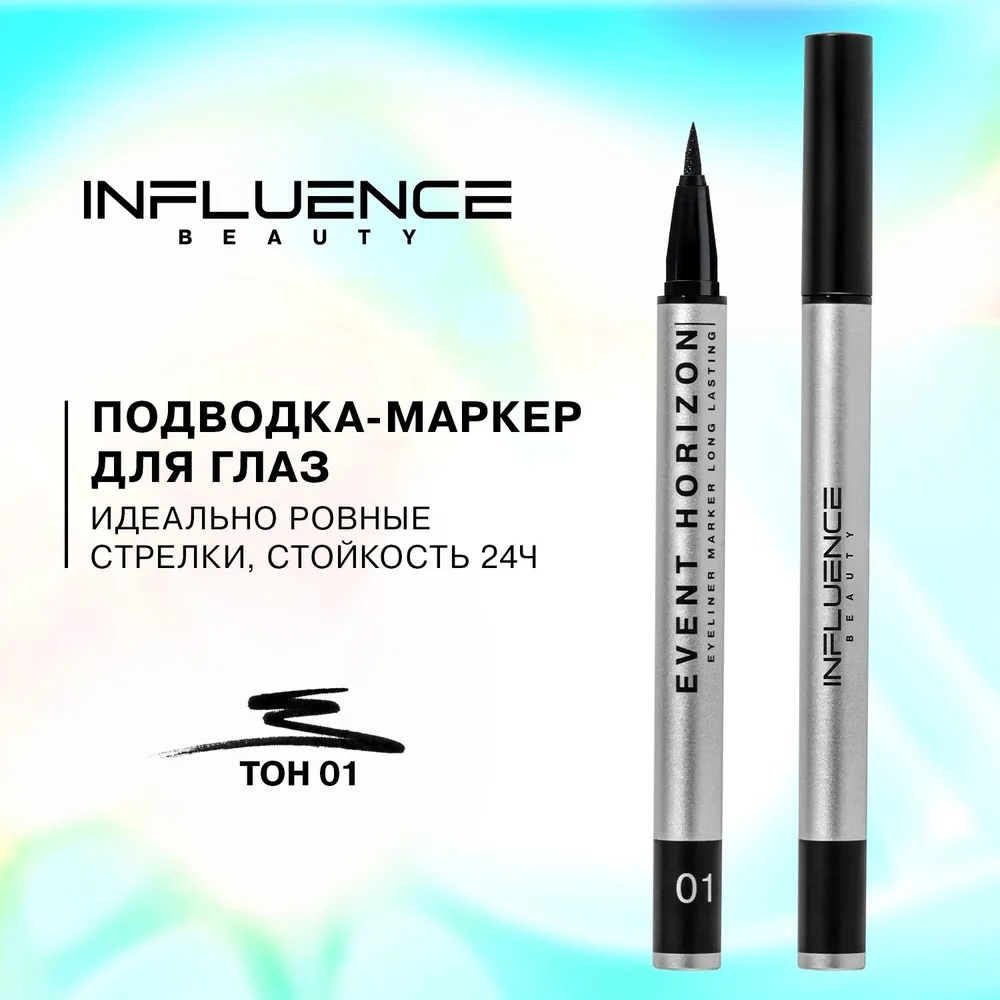 INFLUENCE
BEAUTY
ПОДВОДКА-МАРКЕР
ДЛЯ ГЛАЗ
ИДЕАЛЬНО РОВНЫЕ
СТРЕЛКИ, СТОЙКОСТЬ 24Ч
ТОН 01
EVENT HORIZON
EYELINER MARKER LONG LASTING
01
INFLUENCE
BEAUTY